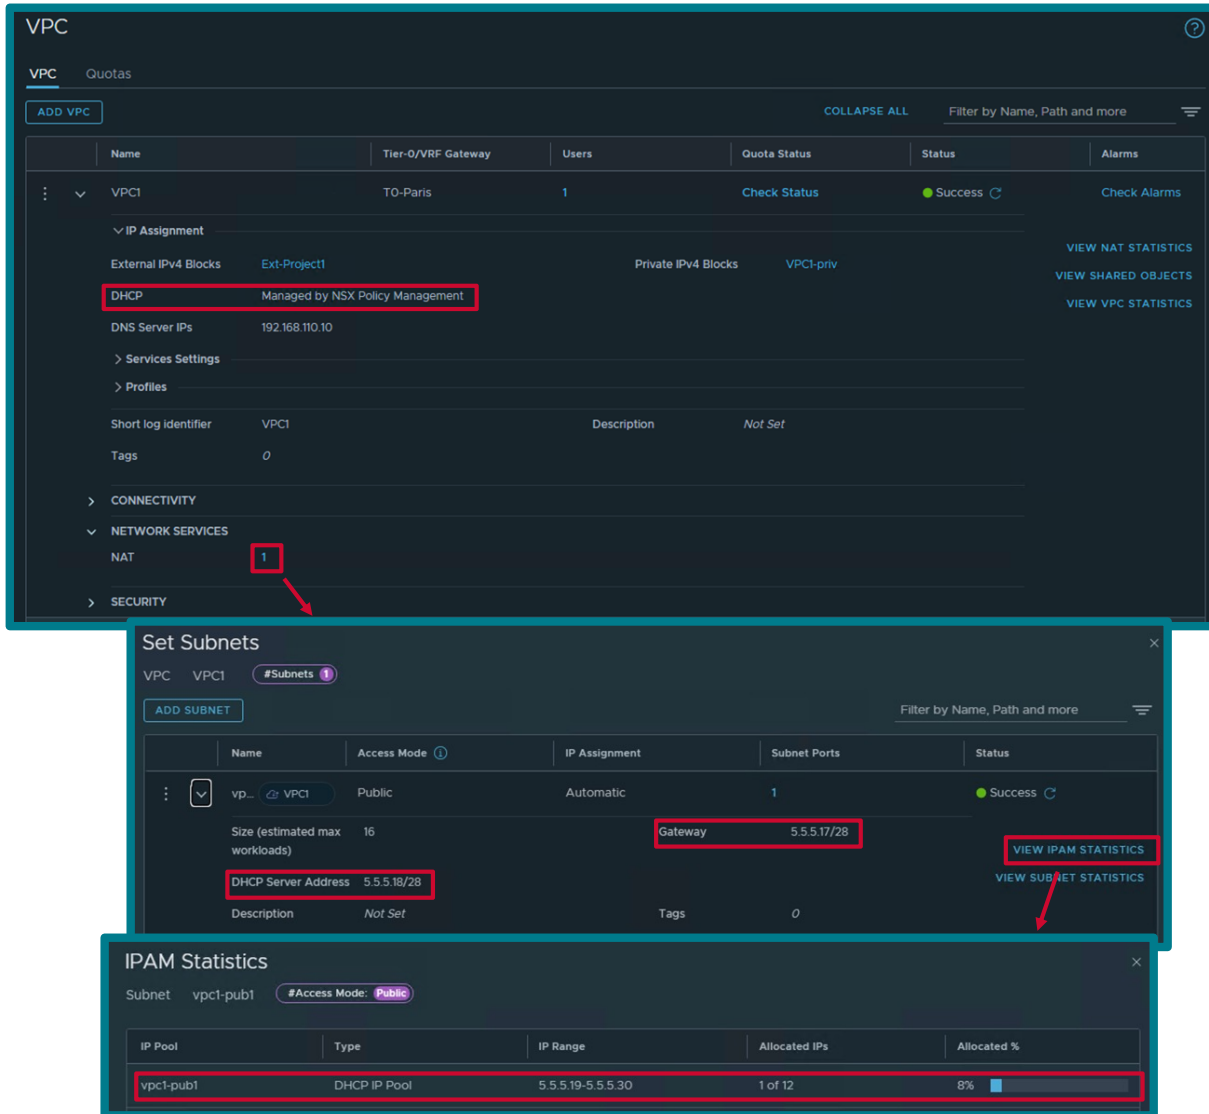 VPC
VPC Quotas
ADD VPC COLLAPSE ALL Filter by Name, Path and more
Name Tier-0/VRF Gateway Users Quota Status Status Alarms
VPC1 T0-Paris 1 Check Status Success Check Alarms
IP Assignment
VIEW NAT STATISTICS
External IPv4 Blocks Ext-Project1 Private IPv4 Blocks VPC1-priv
VIEW SHARED OBJECTS
DHCP Managed by NSX Policy Management
VIEW VPC STATISTICS
DNS Server IPs 192.168.110.10
Services Settings
Profiles
Short log identifier VPC1 Description Not Set
Tags 0
CONNECTIVITY
NETWORK SERVICES
NAT 1
SECURITY
Set Subnets
VPC VPC1 #Subnets 1
ADD SUBNET Filter by Name, Path and more
Name Access Mode IP Assignment Subnet Ports Status
vp... VPC1 Public Automatic 1 Success
Size (estimated max workloads) 16 Gateway 5.5.5.17/28
VIEW IPAM STATISTICS
DHCP Server Address 5.5.5.18/28
VIEW SUBNET STATISTICS
Description Not Set Tags 0
IPAM Statistics
Subnet vpc1-pub1 #Access Mode: Public
IP Pool Type IP Range Allocated IPs Allocated %
vpc1-pub1 DHCP IP Pool 5.5.5.19-5.5.5.30 1 of 12 8%